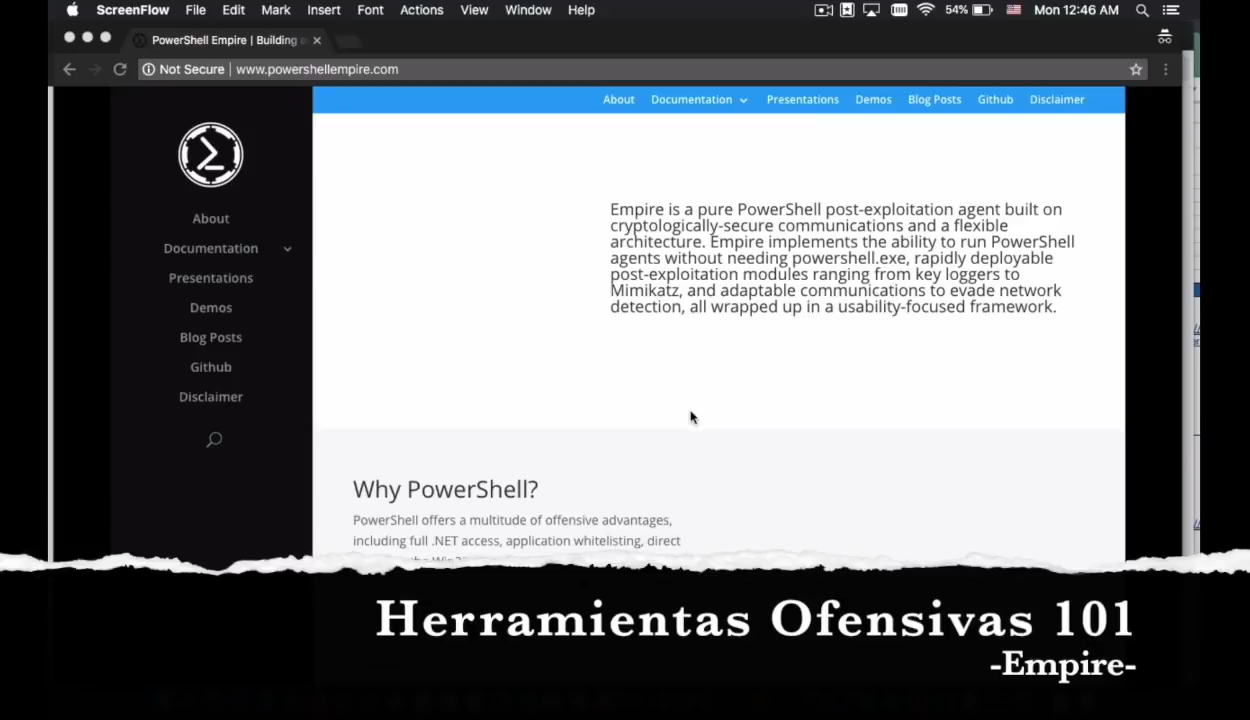 ScreenFlow File Edit Mark Insert Font Actions View Window Help 54% Mon 12:46 AM
PowerShell Empire | Building
Not Secure | www.powershellempire.com
About Documentation Presentations Demos Blog Posts Github Disclaimer
About
Documentation
Presentations
Demos
Blog Posts
Github
Disclaimer
Empire is a pure PowerShell post-exploitation agent built on
cryptologically-secure communications and a flexible
architecture. Empire implements the ability to run PowerShell
agents without needing powershell.exe, rapidly deployable
post-exploitation modules ranging from key loggers to
Mimikatz, and adaptable communications to evade network
detection, all wrapped up in a usability-focused framework.
Why PowerShell?
PowerShell offers a multitude of offensive advantages,
including full .NET access, application whitelisting, direct
Herramientas Ofensivas 101
-Empire-